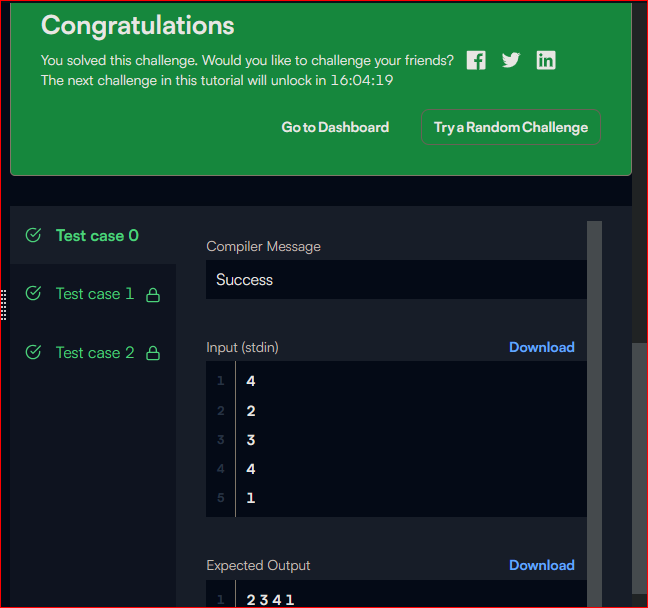 Congratulations
You solved this challenge. Would you like to challenge your friends?
The next challenge in this tutorial will unlock in 16:04:19
Go to Dashboard
Try a Random Challenge
Test case 0
Test case 1
Test case 2
Compiler Message
Success
Input (stdin)
Download
1 4
2 2
3 3
4 4
5 1
Expected Output
Download
1 2 3 4 1